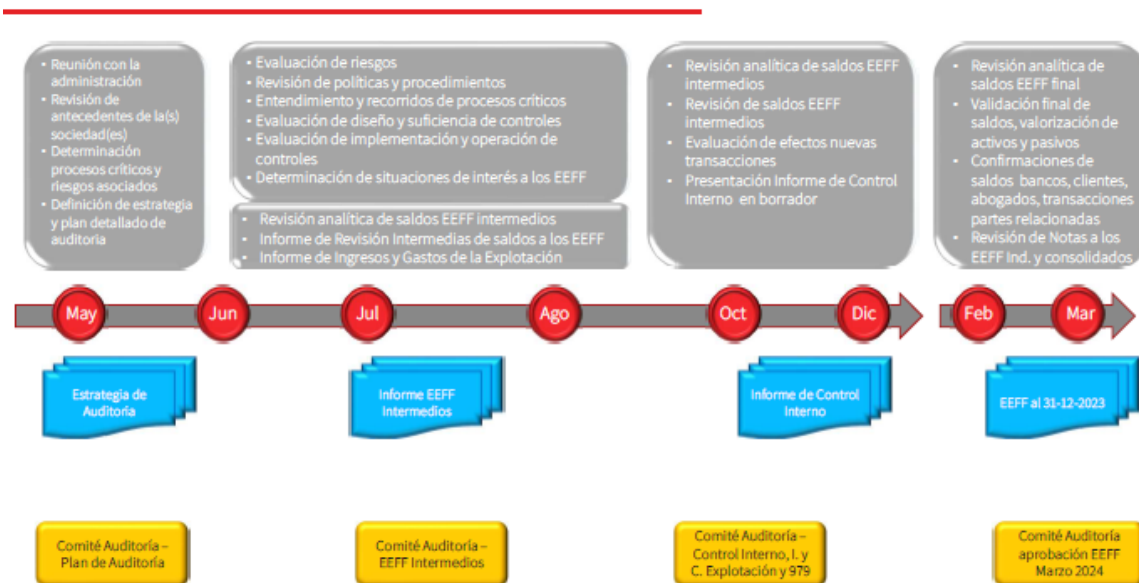 • Reunión con la
administración
• Revisión de
antecedentes de la(s)
sociedad(es)
• Determinación
procesos críticos y
riesgos asociados
• Definición de estrategia
y plan detallado de
auditoria
• Evaluación de riesgos
• Revisión de políticas y procedimientos
• Entendimiento y recorridos de procesos críticos
• Evaluación de diseño y suficiencia de controles
• Evaluación de implementación y operación de
controles
• Determinación de situaciones de interés a los EEFF
• Revisión analítica de saldos EEFF intermedios
• Informe de Revisión Intermedias de saldos a los EEFF
• Informe de Ingresos y Gastos de la Explotación
• Revisión analítica de saldos EEFF
intermedios
• Revisión de saldos EEFF
intermedios
• Evaluación de efectos nuevas
transacciones
• Presentación Informe de Control
Interno en borrador
• Revisión analítica de
saldos EEFF final
• Validación final de
saldos, valorización de
activos y pasivos
• Confirmaciones de
saldos bancos, clientes,
abogados, transacciones
partes relacionadas
• Revisión de Notas a los
EEFF Ind. y consolidados
May
Jun
Jul
Ago
Oct
Dic
Feb
Mar
Estrategia de
Auditoria
Informe EEFF
Intermedios
Informe de Control
Interno
EEFF al 31-12-2023
Comité Auditoría –
Plan de Auditoría
Comité Auditoría –
EEFF Intermedios
Comité Auditoría –
Control Interno, I. y
C. Explotación y 979
Comité Auditoría
aprobación EEFF
Marzo 2024